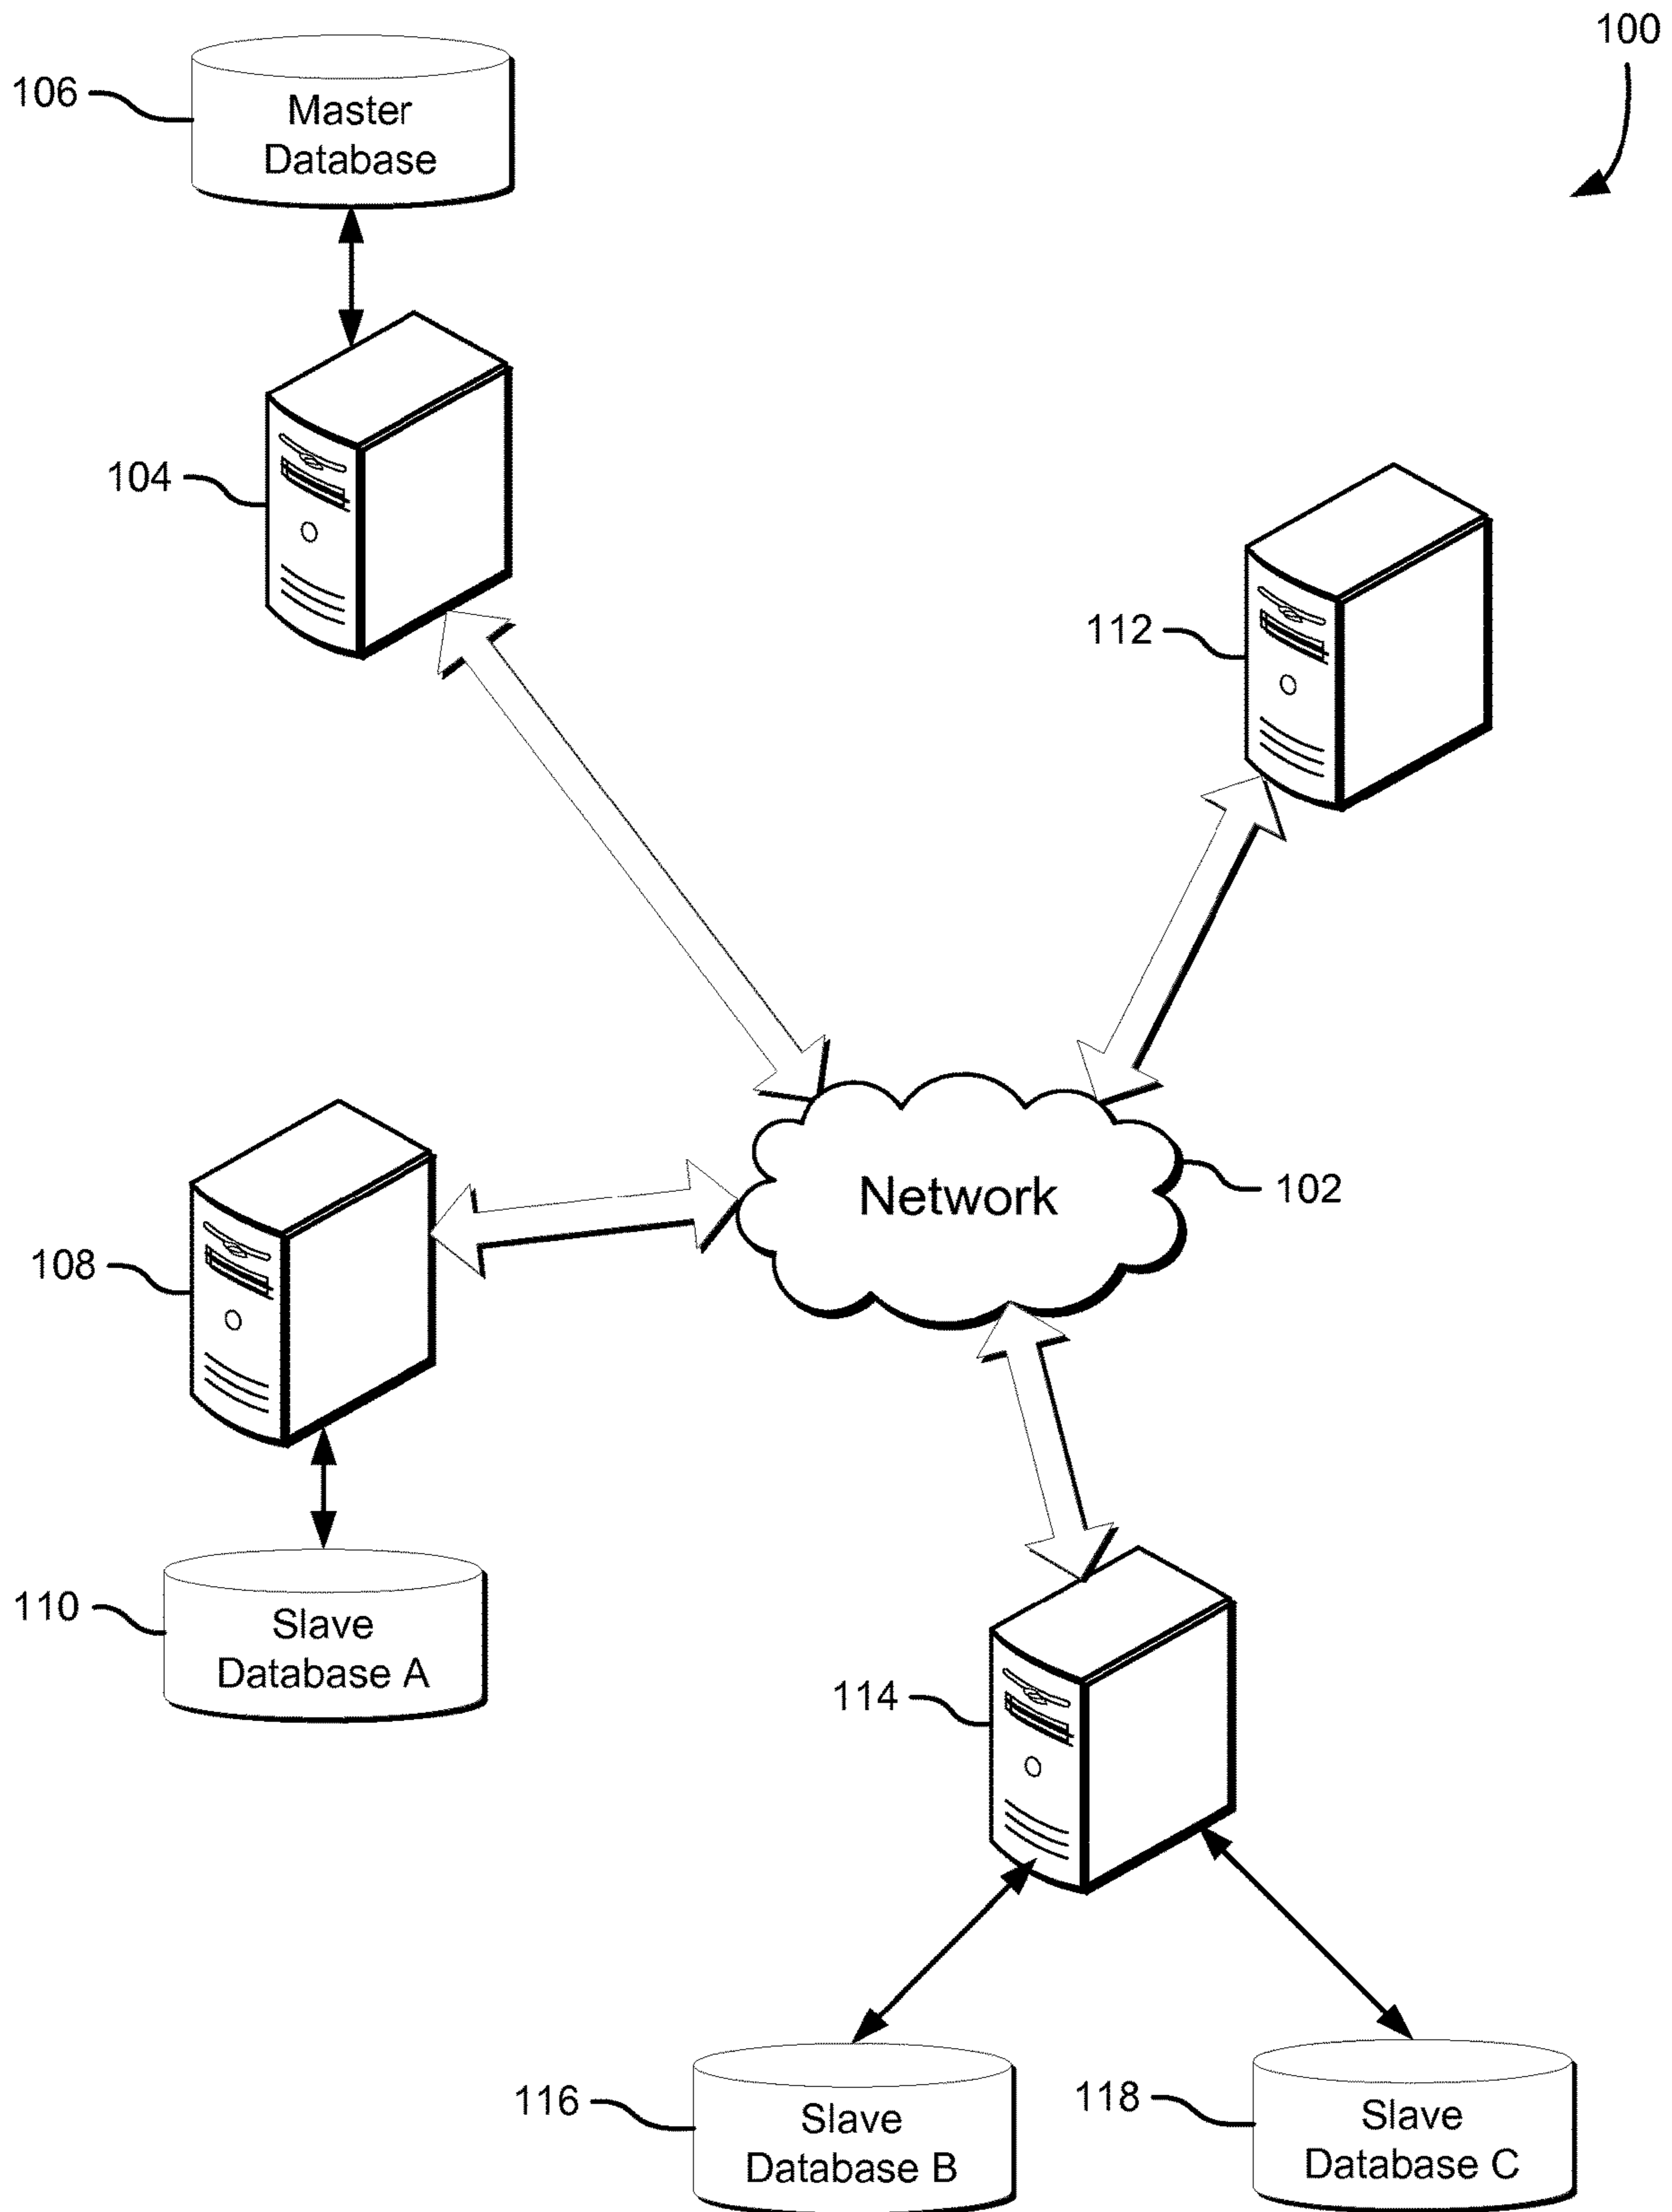 100
106
Master
Database
104
112
Network
102
108
110
Slave
Database A
114
116
Slave
Database B
118
Slave
Database C